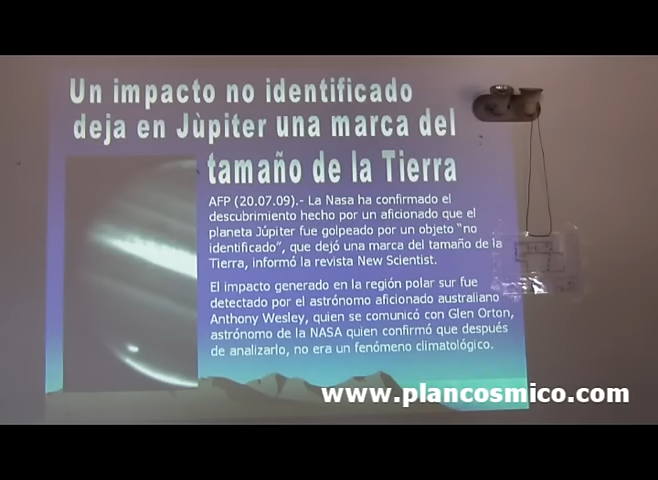 Un impacto no identificado
deja en Jùpiter una marca del
tamaño de la Tierra
AFP (20.07.09).- La Nasa ha confirmado el
descubrimiento hecho por un aficionado que el
planeta Júpiter fue golpeado por un objeto "no
identificado", que dejó una marca del tamaño de la
Tierra, informó la revista New Scientist.
El impacto generado en la región polar sur fue
detectado por el astrónomo aficionado australiano
Anthony Wesley, quien se comunicó con Glen Orton,
astrónomo de la NASA quien confirmó que después
de analizarlo, no era un fenómeno climatológico.
www.plancosmico.com